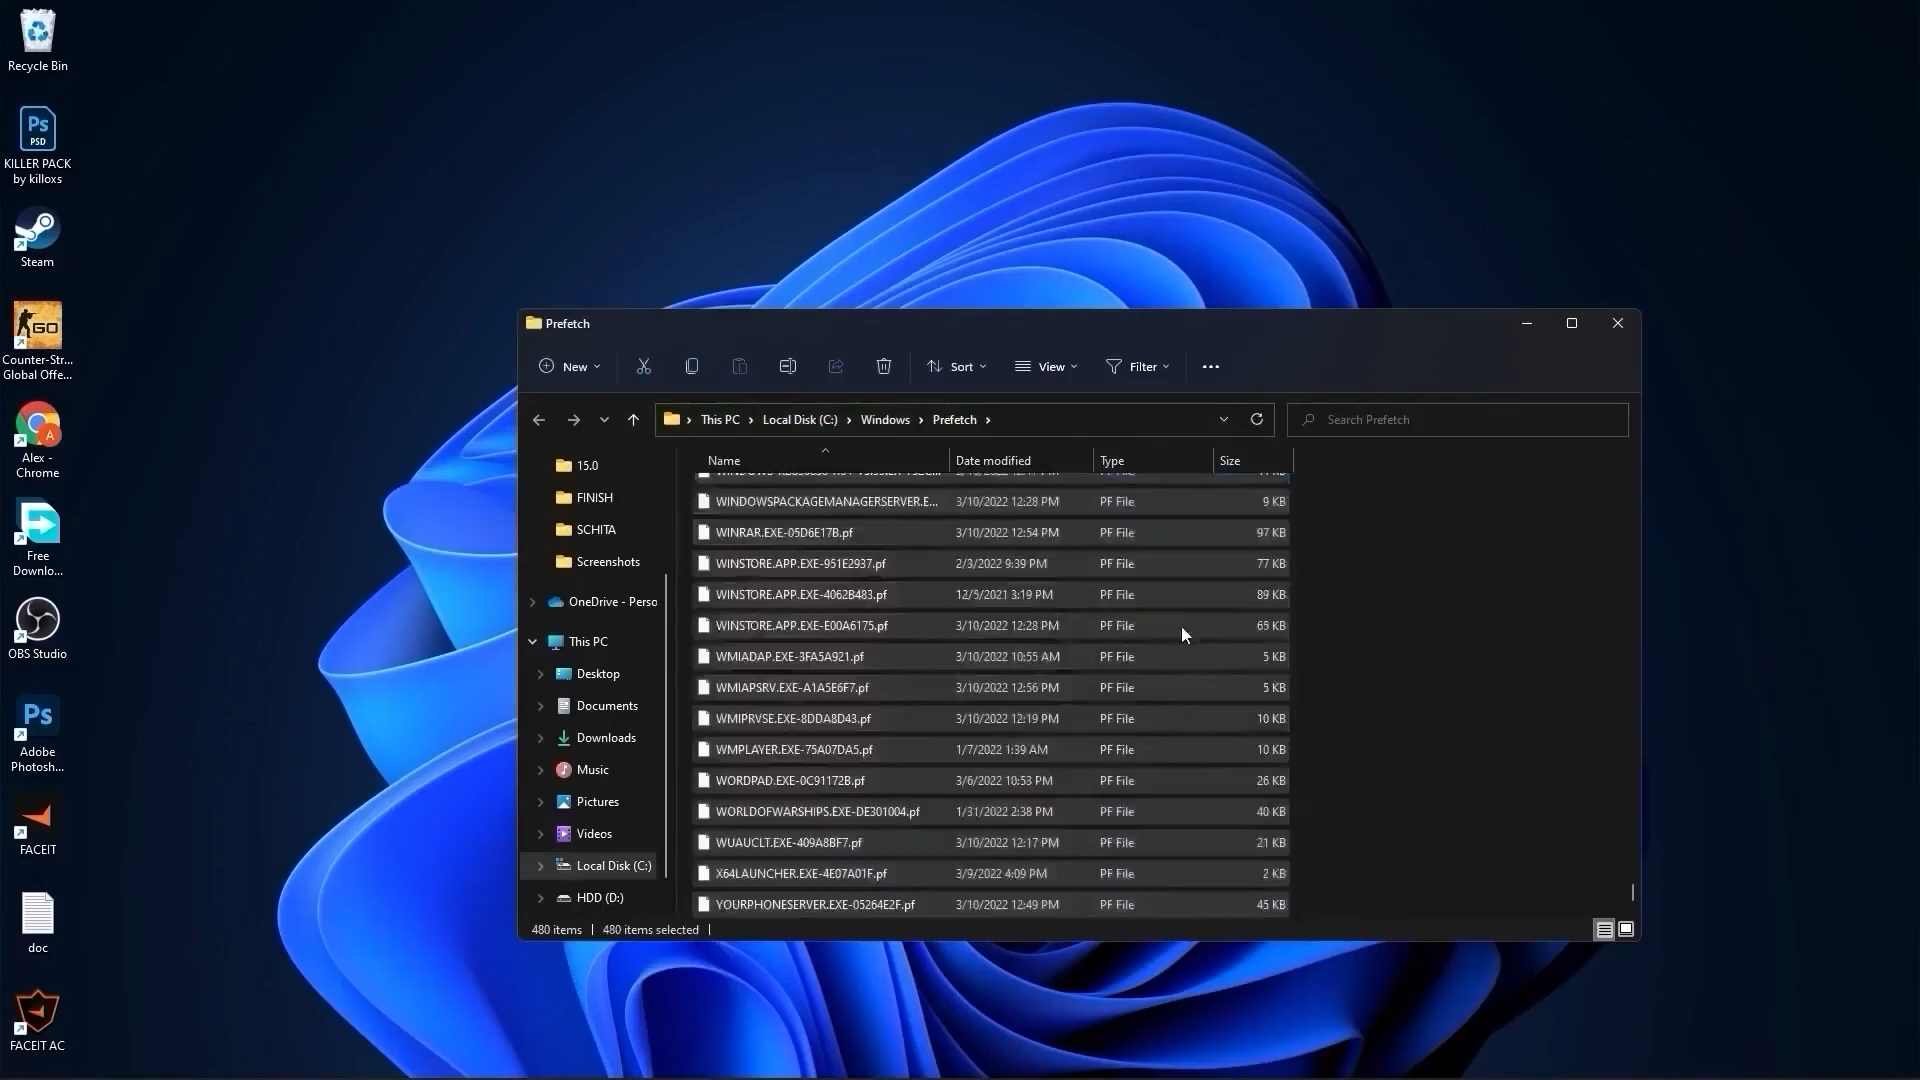 Recycle Bin
Ps
PSD
KILLER PACK
by killoxs
Steam
GO
Counter-Str...
Global Offe...
A
Alex -
Chrome
Free
Downlo...
OBS Studio
Ps
Adobe
Photosh...
FACEIT
doc
FACEIT AC
Prefetch
New
Sort
View
Filter
This PC > Local Disk (C:) > Windows > Prefetch >
Search Prefetch
15.0
FINISH
SCHITA
Screenshots
OneDrive - Perso
This PC
Desktop
Documents
Downloads
Music
Pictures
Videos
Local Disk (C:)
HDD (D:)
Name Date modified Type Size
WINDOWSPACKAGEMANAGERSERVER.E... 3/10/2022 12:28 PM PF File 9 KB
WINRAR.EXE-05D6E17B.pf 3/10/2022 12:54 PM PF File 97 KB
WINSTORE.APP.EXE-951E2937.pf 2/3/2022 9:39 PM PF File 77 KB
WINSTORE.APP.EXE-4062B483.pf 12/5/2021 3:19 PM PF File 89 KB
WINSTORE.APP.EXE-E00A6175.pf 3/10/2022 12:28 PM PF File 65 KB
WMIADAP.EXE-3FA5A921.pf 3/10/2022 10:55 AM PF File 5 KB
WMIAPSRV.EXE-A1A5E6F7.pf 3/10/2022 12:56 PM PF File 5 KB
WMIPRVSE.EXE-8DDA8D43.pf 3/10/2022 12:19 PM PF File 10 KB
WMPLAYER.EXE-75A07DA5.pf 1/7/2022 1:39 AM PF File 10 KB
WORDPAD.EXE-0C91172B.pf 3/6/2022 10:53 PM PF File 26 KB
WORLDOFWARSHIPS.EXE-DE301004.pf 1/31/2022 2:38 PM PF File 40 KB
WUAUCLT.EXE-409A8BF7.pf 3/10/2022 12:17 PM PF File 21 KB
X64LAUNCHER.EXE-4E07A01F.pf 3/9/2022 4:09 PM PF File 2 KB
YOURPHONESERVER.EXE-05264E2F.pf 3/10/2022 12:49 PM PF File 45 KB
480 items | 480 items selected |